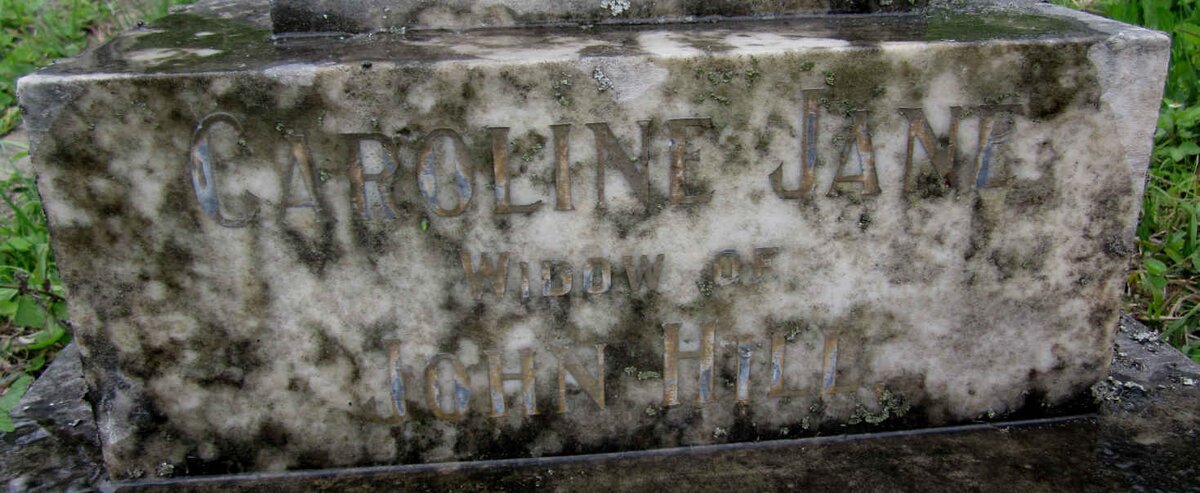 CAROLINE JANE
WIDOW OF
JOHN HILL.